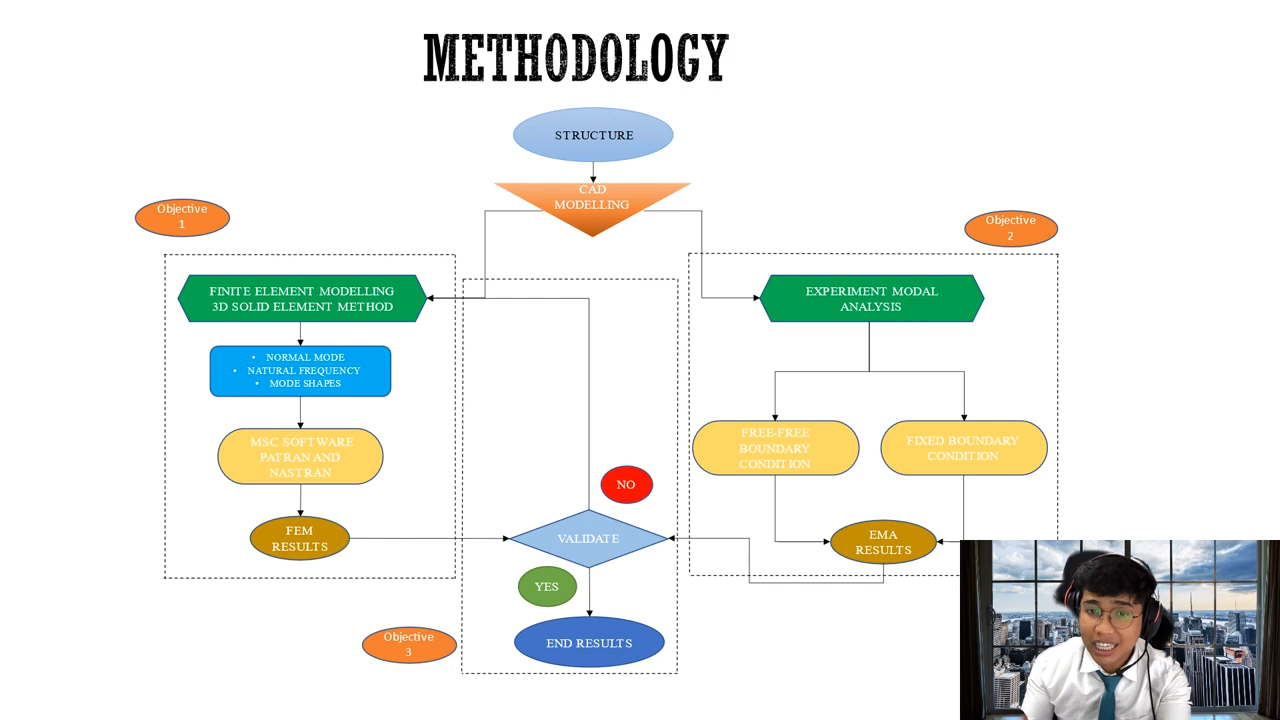 METHODOLOGY
STRUCTURE
CAD
MODELLING
Objective
1
Objective
2
FINITE ELEMENT MODELLING
3D SOLID ELEMENT METHOD
EXPERIMENT MODAL
ANALYSIS
• NORMAL MODE
• NATURAL FREQUENCY
• MODE SHAPES
MSC SOFTWARE
PATRAN AND
NASTRAN
FREE-FREE
BOUNDARY
CONDITION
FIXED BOUNDARY
CONDITION
NO
FEM
RESULTS
VALIDATE
EMA
RESULTS
YES
END RESULTS
Objective
3